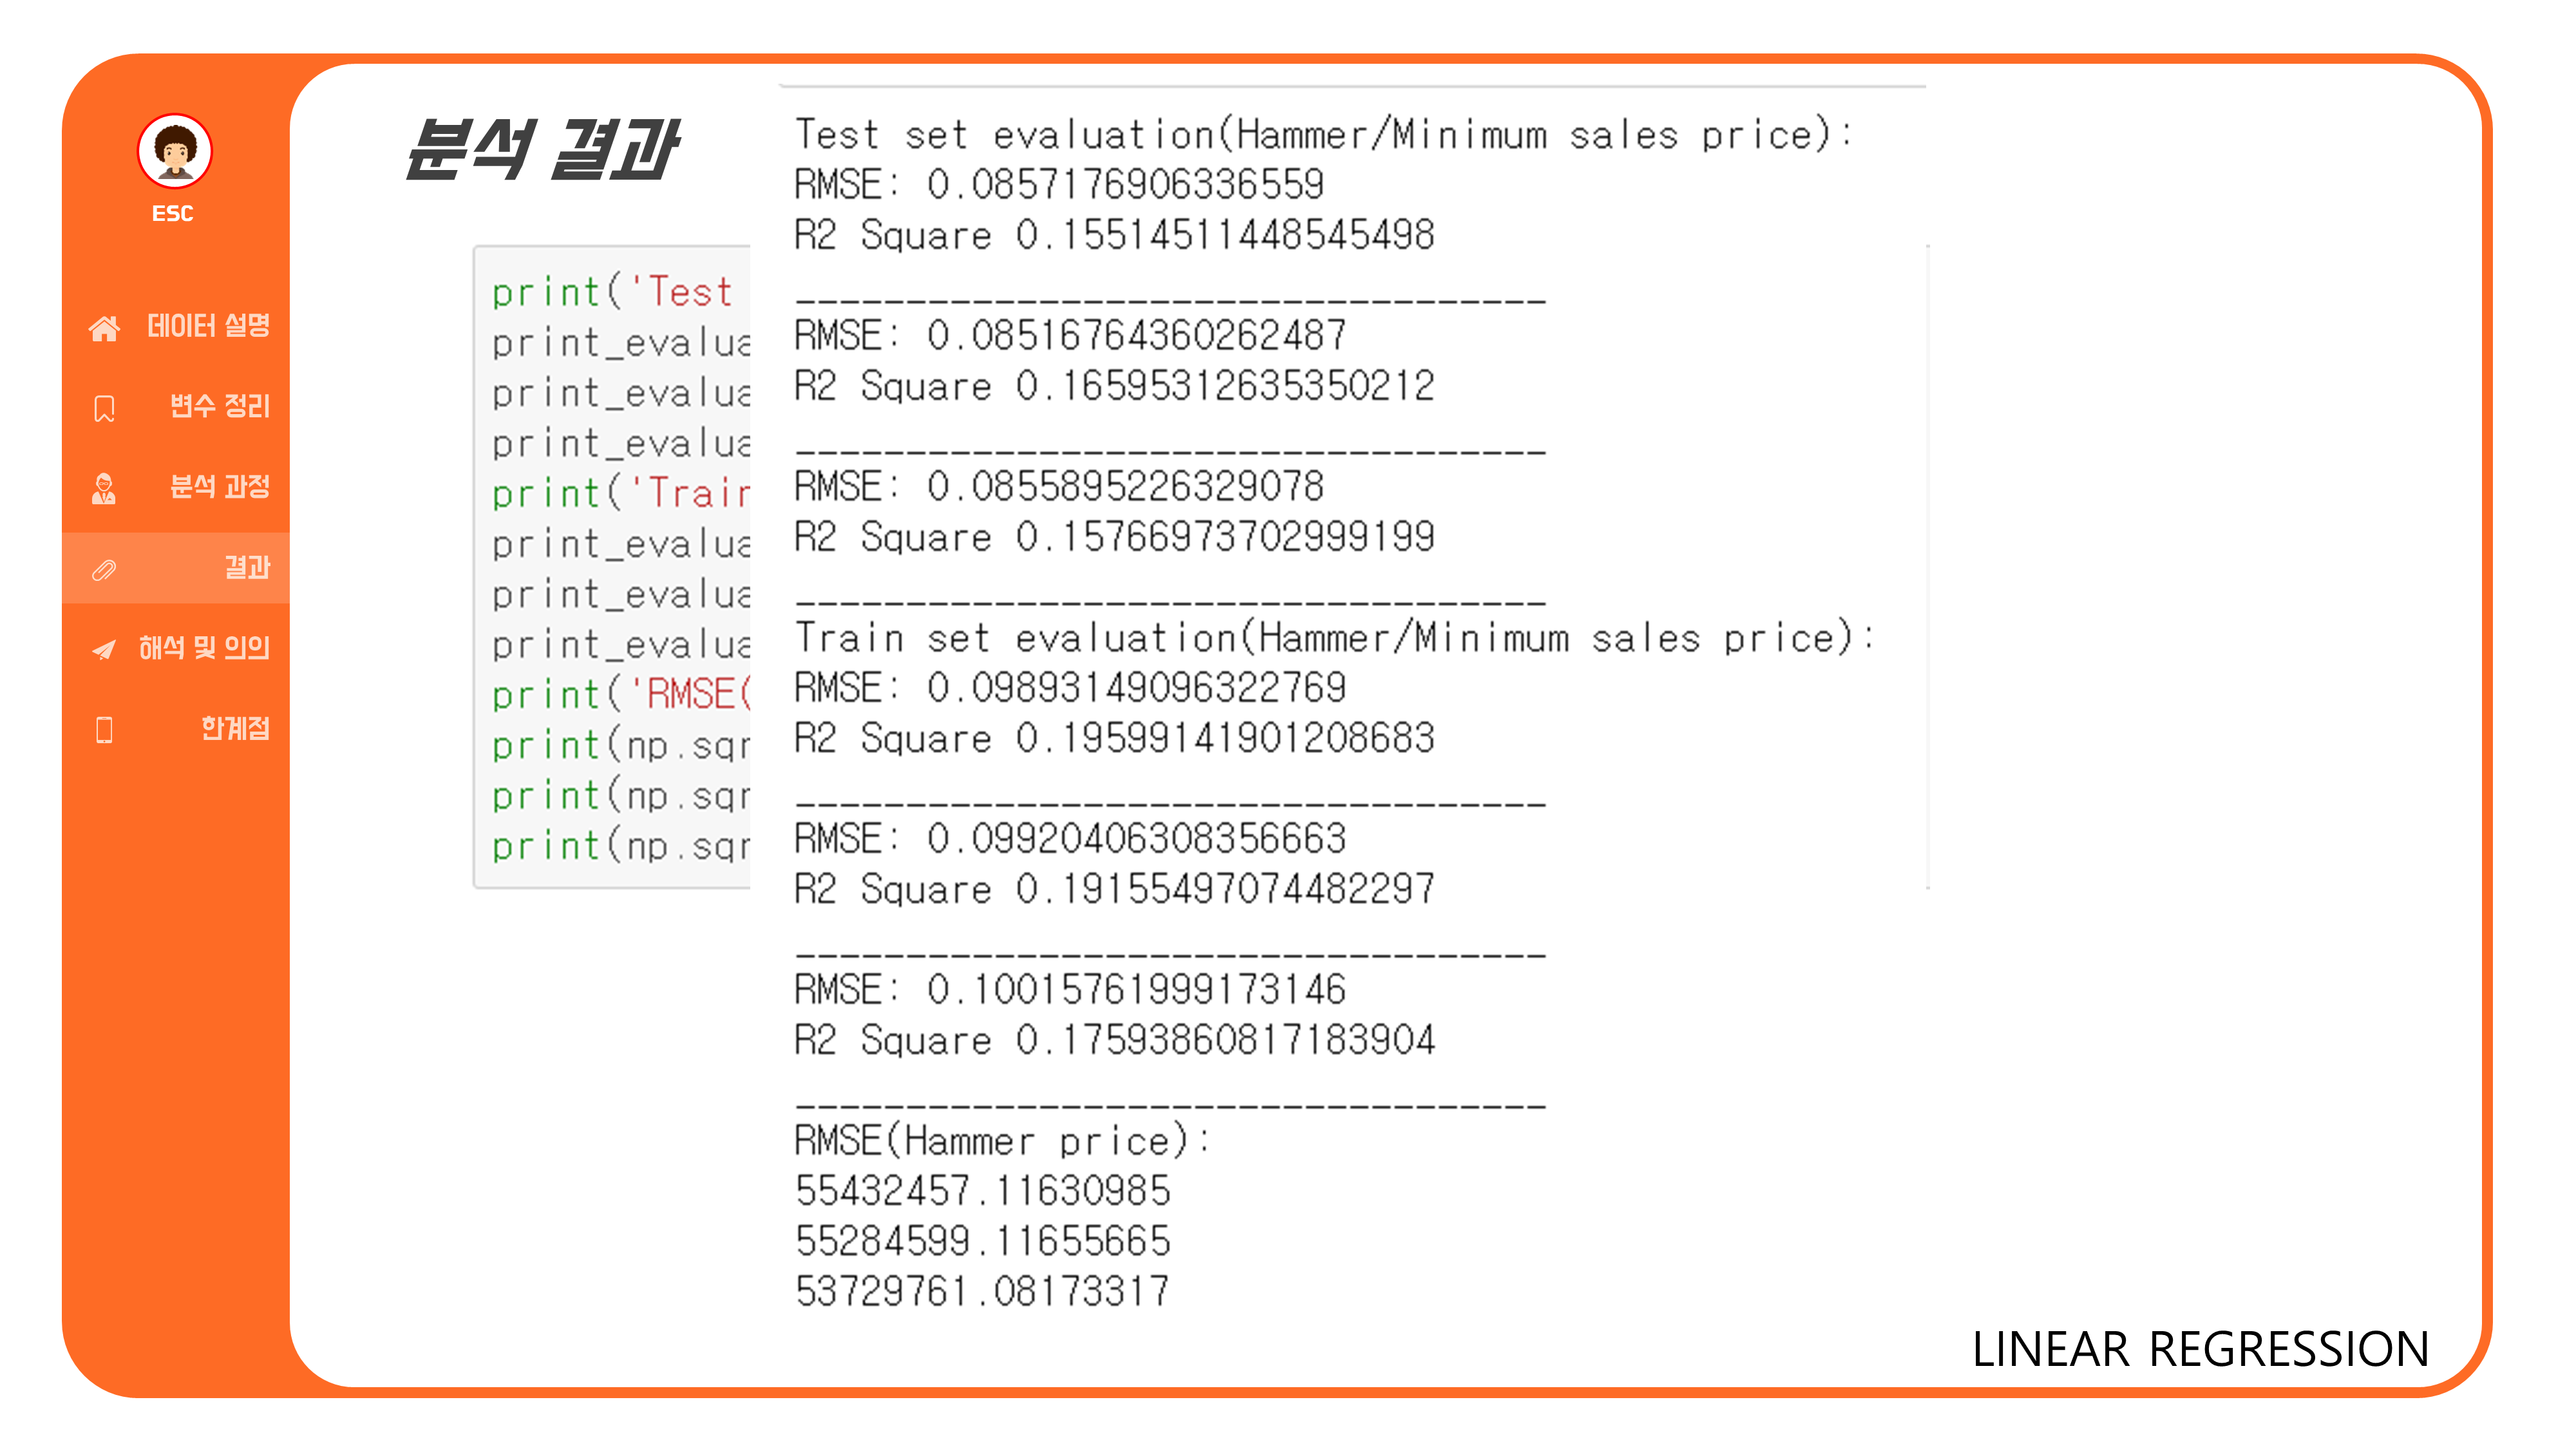 ESC
데이터 설명
변수 정리
분석 과정
결과
해석 및 의의
한계점
분석 결과
print('Test
print_evalua
print_evalua
print_evalua
print('Train
print_evalua
print_evalua
print_evalua
print('RMSE(
print(np.sqr
print(np.sqr
print(np.sqr
Test set evaluation(Hammer/Minimum sales price):
RMSE: 0.0857176906336559
R2 Square 0.15514511448545498
__________________________________
RMSE: 0.08516764360262487
R2 Square 0.16595312635350212
__________________________________
RMSE: 0.0855895226329078
R2 Square 0.15766973702999199
__________________________________
Train set evaluation(Hammer/Minimum sales price):
RMSE: 0.09893149096322769
R2 Square 0.19599141901208683
__________________________________
RMSE: 0.09920406308356663
R2 Square 0.19155497074482297
__________________________________
RMSE: 0.10015761999173146
R2 Square 0.17593860817183904
__________________________________
RMSE(Hammer price):
55432457.11630985
55284599.11655665
53729761.08173317
LINEAR REGRESSION